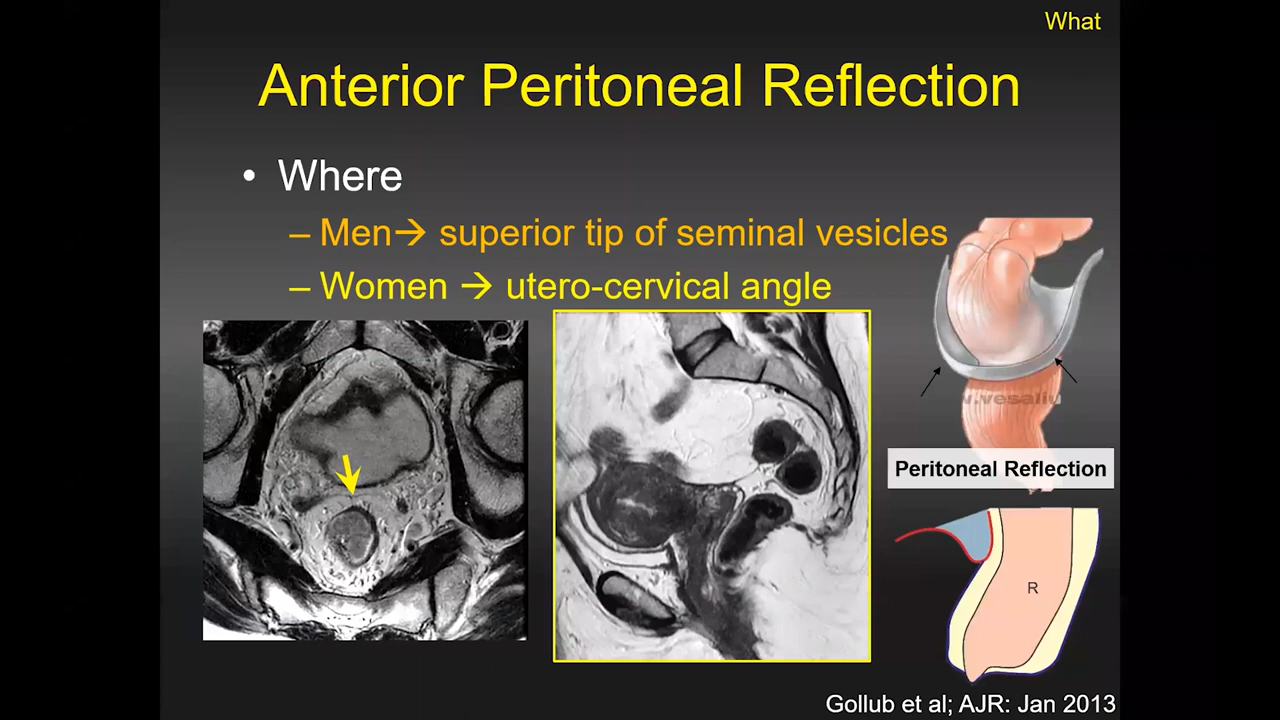 What
Anterior Peritoneal Reflection
• Where
– Men→ superior tip of seminal vesicles
– Women → utero-cervical angle
w.vesaliu
Peritoneal Reflection
R
Gollub et al; AJR: Jan 2013